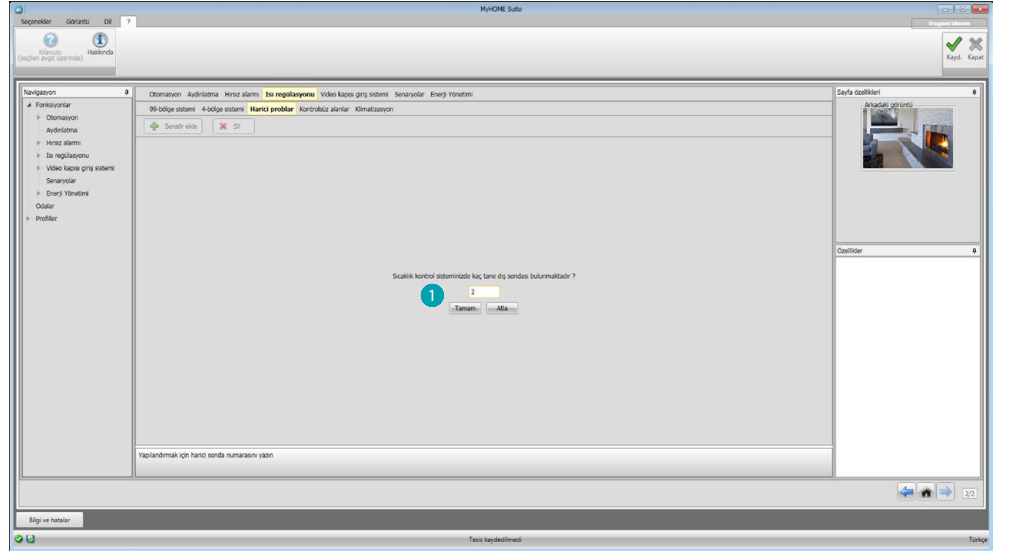 MyHOME Suite
Seçenekler Görüntü Dil ?
Kılavuzu Hakkında
(seçilen aygıt üzerinde)
Kayd. Kapat
Navigasyon
Fonksiyonlar
Otomasyon
Aydınlatma
Hırsız alarmı
Isı regülasyonu
Video kapısı giriş sistemi
Senaryolar
Enerji Yönetimi
Odalar
Profiller
Otomasyon Aydınlatma Hırsız alarmı Isı regülasyonu Video kapısı giriş sistemi Senaryolar Enerji Yönetimi
99-bölge sistemi 4-bölge sistemi Harici problar Kontrolsüz alanlar Klimatizasyon
Sensör ekle Sil
Sıcaklık kontrol sisteminizde kaç tane dış sondası bulunmaktadır ?
1
2
Tamam Atla
Yapılandırmak için harici sonda numarasını yazın
Sayfa özellikleri
Arkadaki görüntü
Özellikler
2/2
Bilgi ve hatalar
Tesis kaydedilmedi
Türkçe